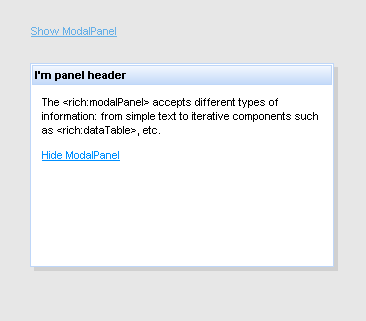 Show ModalPanel
I'm panel header
The <rich:modalPanel> accepts different types of
information: from simple text to iterative components such
as <rich:dataTable>, etc.
Hide ModalPanel